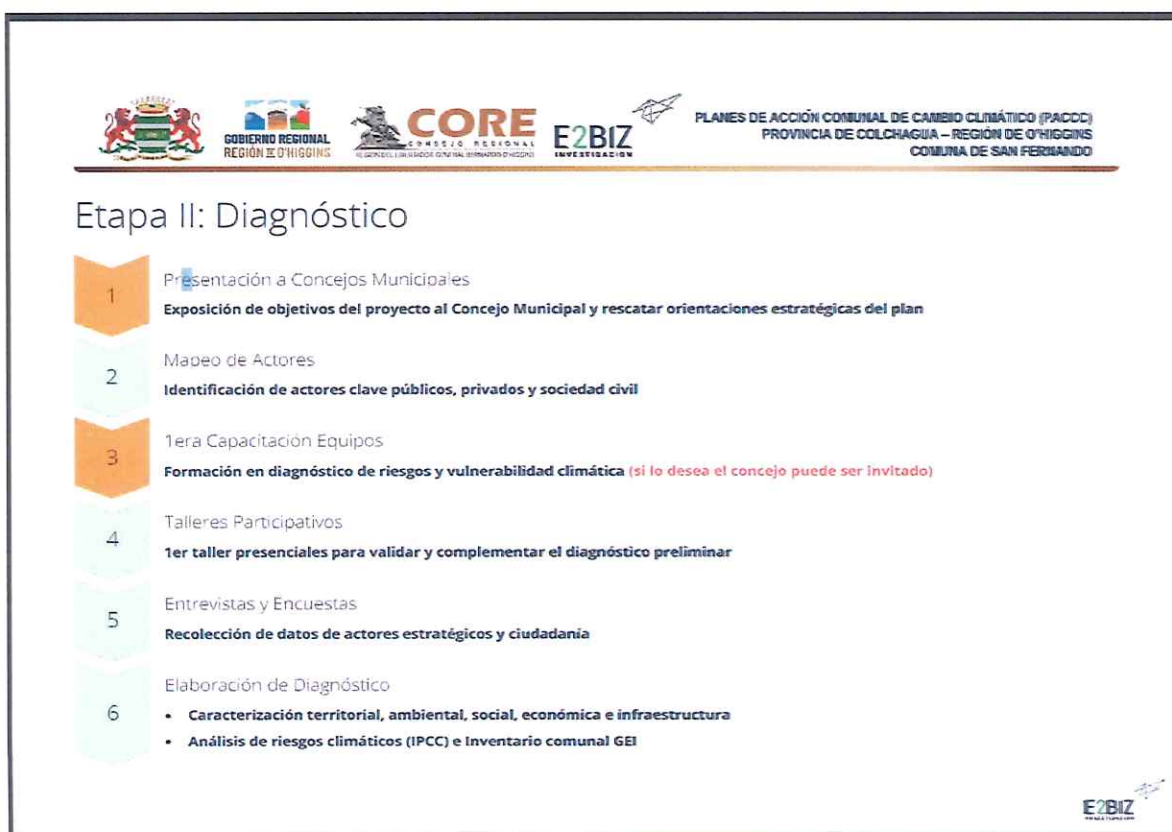 GOBIERNO REGIONAL
REGIÓN O'HIGGINS
CORE
CONSEJO REGIONAL
REGIÓN DEL LIBERTADOR GENERAL BERNARDO O'HIGGINS
E2BIZ
INVESTIGACION
PLANES DE ACCIÓN COMUNAL DE CAMBIO CLIMÁTICO (PACCC)
PROVINCIA DE COLCHAGUA – REGIÓN DE O'HIGGINS
COMUNA DE SAN FERNANDO
Etapa II: Diagnóstico
1
Presentación a Concejos Municipales
Exposición de objetivos del proyecto al Concejo Municipal y rescatar orientaciones estratégicas del plan
2
Mapeo de Actores
Identificación de actores clave públicos, privados y sociedad civil
3
1era Capacitación Equipos
Formación en diagnóstico de riesgos y vulnerabilidad climática (si lo desea el concejo puede ser invitado)
4
Talleres Participativos
1er taller presenciales para validar y complementar el diagnóstico preliminar
5
Entrevistas y Encuestas
Recolección de datos de actores estratégicos y ciudadanía
6
Elaboración de Diagnóstico
• Caracterización territorial, ambiental, social, económica e infraestructura
• Análisis de riesgos climáticos (IPCC) e Inventario comunal GEI
E2BIZ